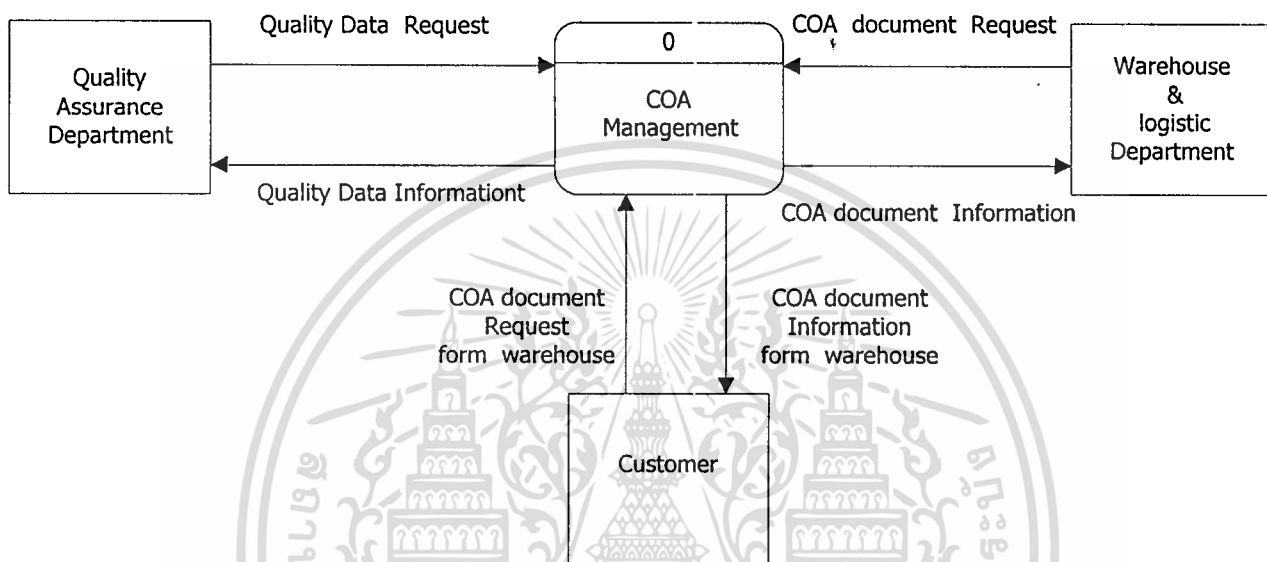 Quality Data Request
COA document Request
0
Quality
Assurance
Department
COA
Management
Warehouse
&
logistic
Department
Quality Data Informationt
COA document Information
COA document
Request
form warehouse
COA document
Information
form warehouse
Customer